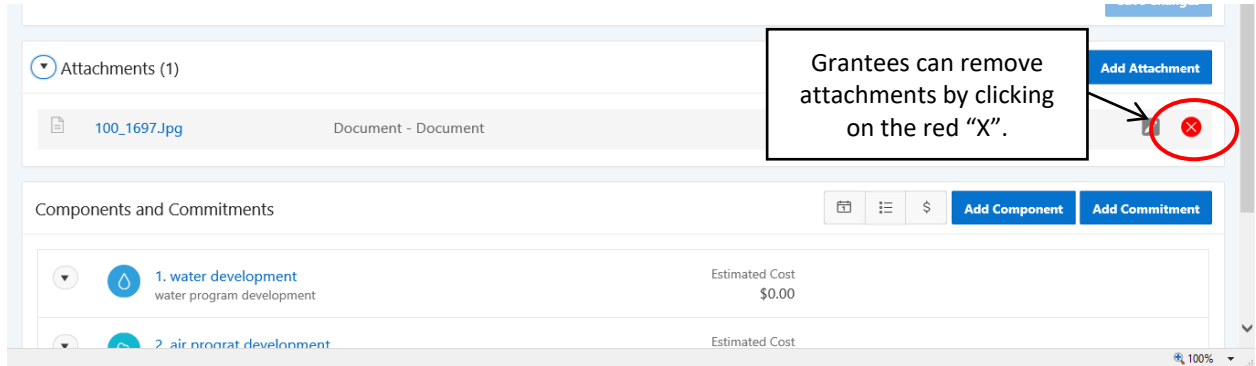 Attachments (1)
Grantees can remove
attachments by clicking
on the red “X”.
Add Attachment
100_1697.Jpg
Document - Document
Components and Commitments
1
$
Add Component
Add Commitment
1. water development
water program development
Estimated Cost
$0.00
2. air prograt development
Estimated Cost
100%